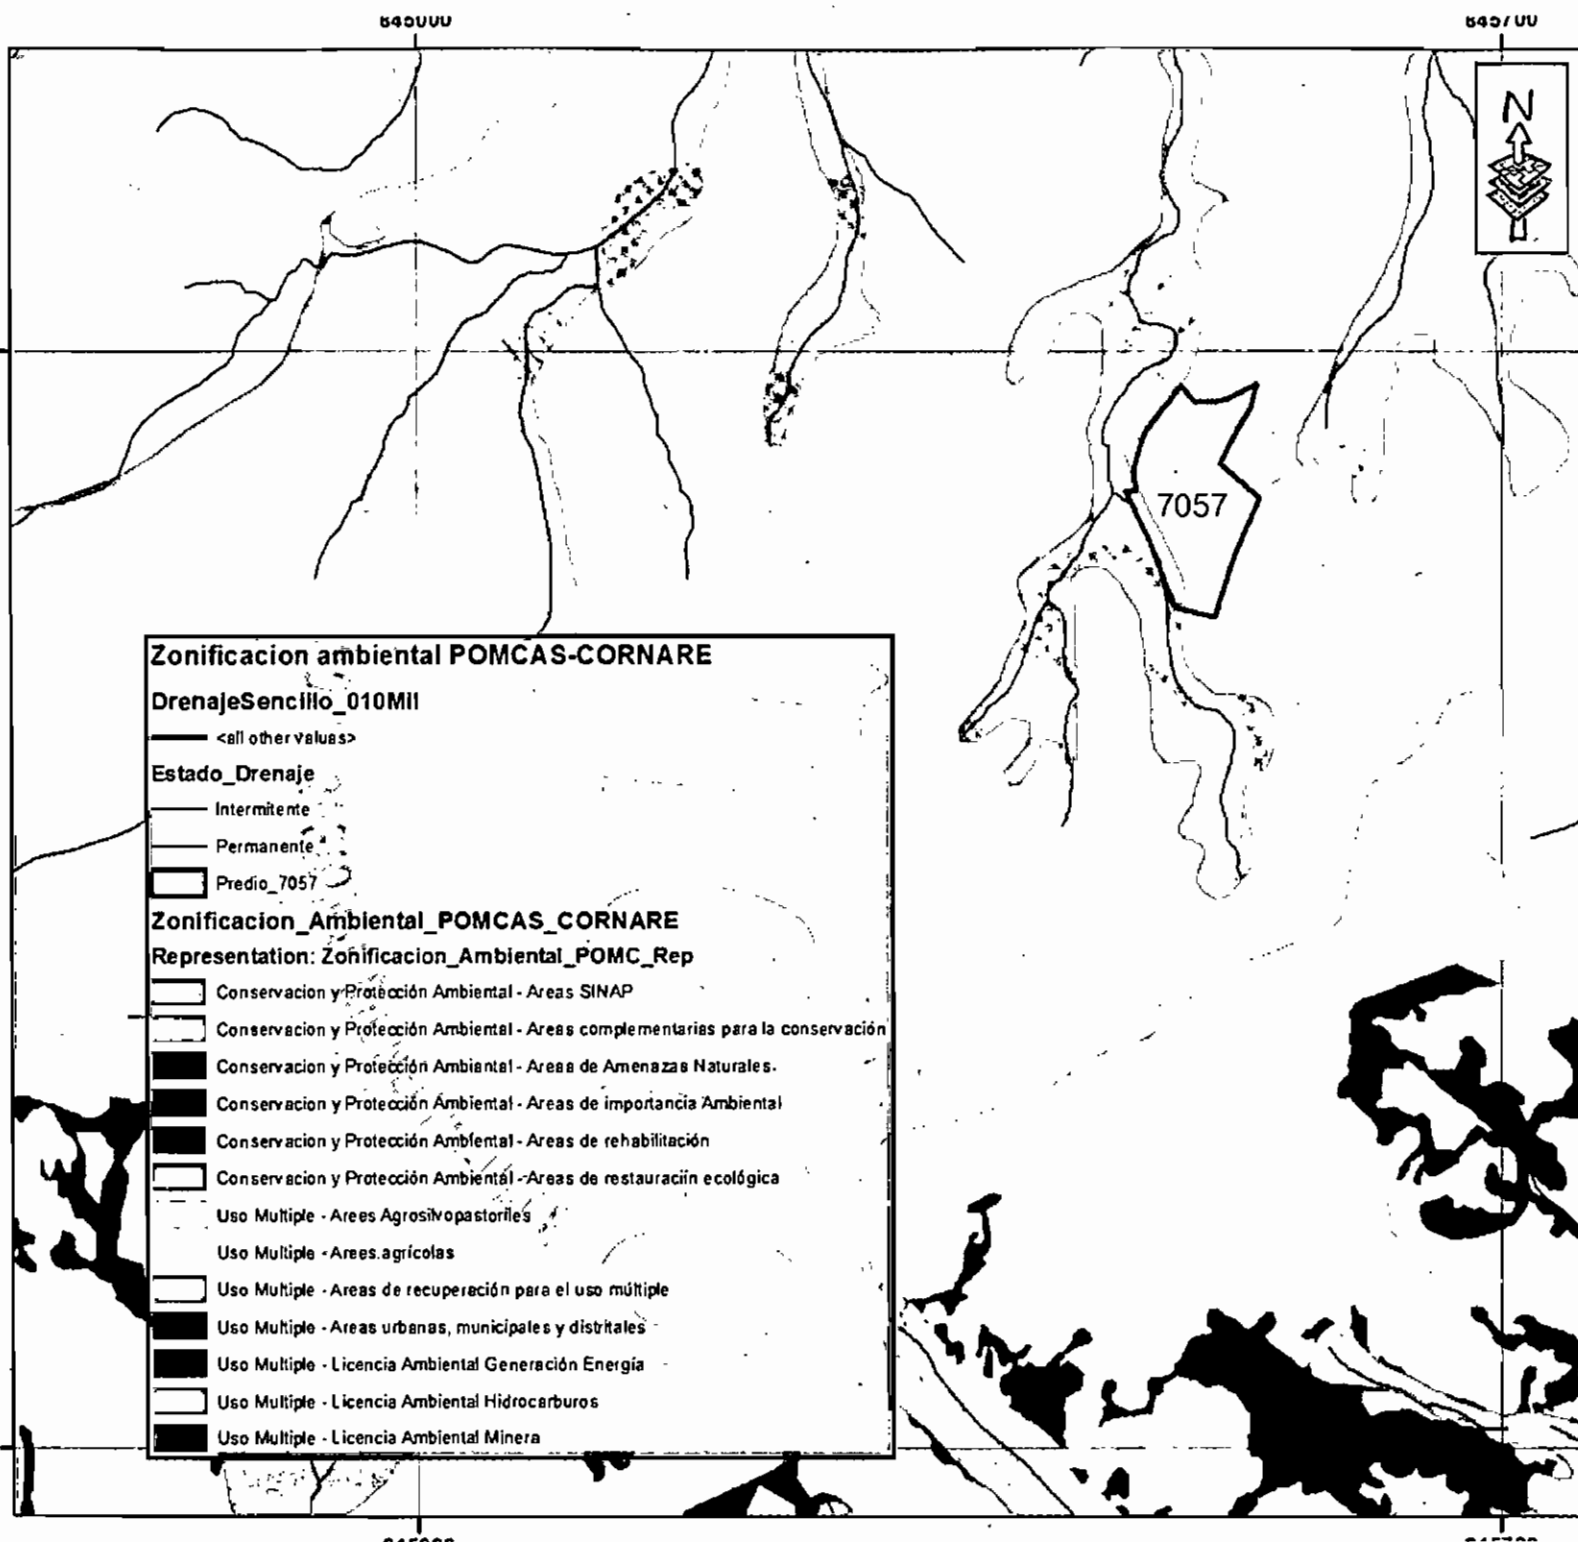 845000
845700
N
7057
Zonificacion ambiental POMCAS-CORNARE
DrenajeSencillo_010Mil
<all other values>
Estado_Drenaje
Intermitente
Permanente
Predio_7057
Zonificacion_Ambiental_POMCAS_CORNARE
Representation: Zonificacion_Ambiental_POMC_Rep
Conservacion y Protección Ambiental - Areas SINAP
Conservacion y Protección Ambiental - Areas complementarias para la conservación
Conservacion y Protección Ambiental - Areas de Amenazas Naturales.
Conservacion y Protección Ambiental - Areas de importancia Ambiental
Conservacion y Protección Ambiental - Areas de rehabilitación
Conservacion y Protección Ambiental - Areas de restauraciín ecológica
Uso Multiple - Arees Agrosilvopastoriles
Uso Multiple - Arees agrícolas
Uso Multiple - Areas de recuperación para el uso múltiple
Uso Multiple - Areas urbanas, municipales y distritales
Uso Multiple - Licencia Ambiental Generación Energía
Uso Multiple - Licencia Ambiental Hidrocarburos
Uso Multiple - Licencia Ambiental Minera